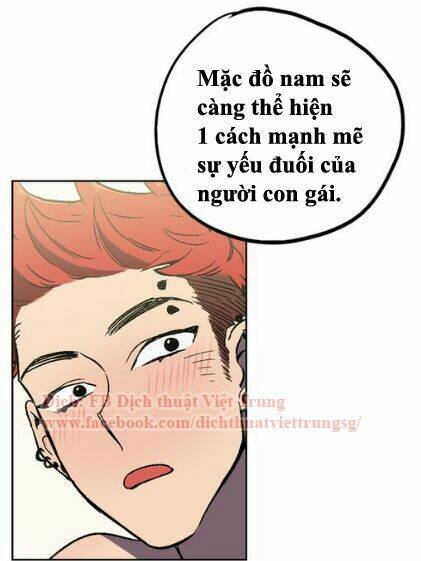 Mặc đồ nam sẽ
càng thể hiện
1 cách mạnh mẽ
sự yếu đuối của
người con gái.
Dịch: FB Dịch thuật Việt Trung
www.facebook.com/dichthuatviettrungsg/